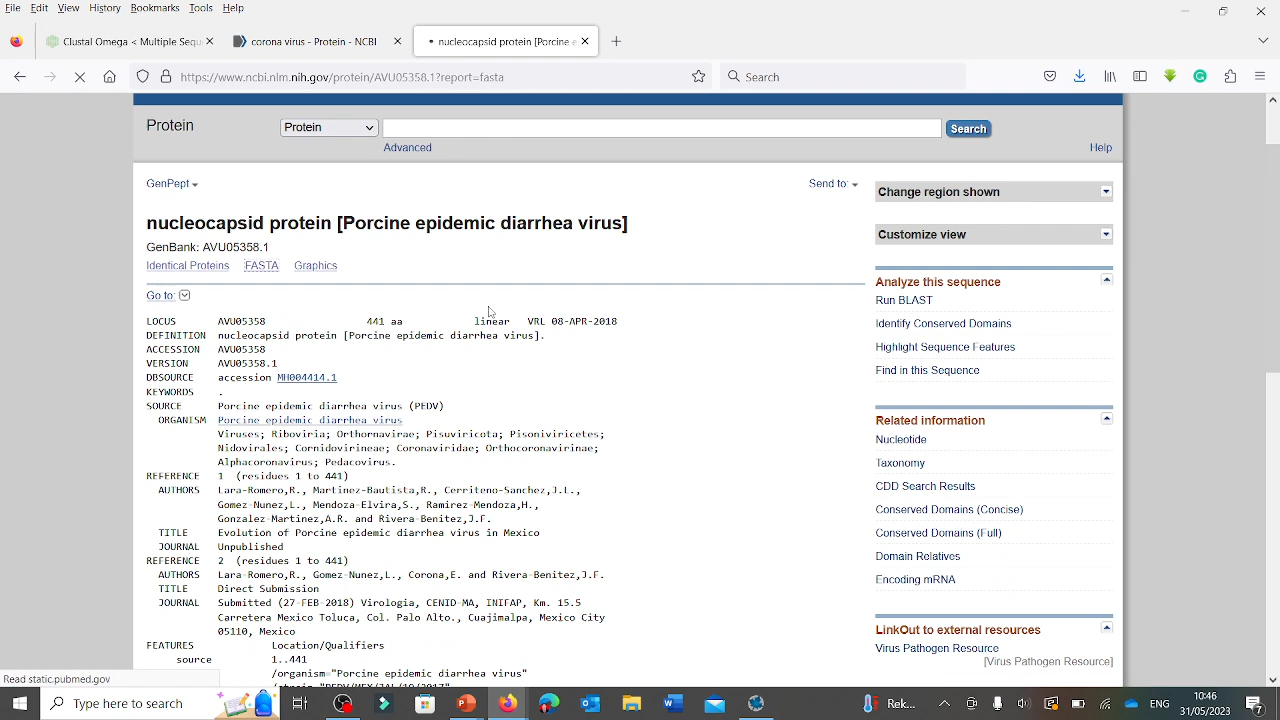 File Edit View History Bookmarks Tools Help
Clustal Omega < Multiple Sequ
corona virus - Protein - NCBI
nucleocapsid protein [Porcine e
https://www.ncbi.nlm.nih.gov/protein/AVU05358.1?report=fasta
Search
Protein
Protein
Search
Advanced
Help
GenPept
Send to:
nucleocapsid protein [Porcine epidemic diarrhea virus]
GenBank: AVU05358.1
Identical Proteins FASTA Graphics
Go to:
LOCUS AVU05358 441 aa linear VRL 08-APR-2018
DEFINITION nucleocapsid protein [Porcine epidemic diarrhea virus].
ACCESSION AVU05358
VERSION AVU05358.1
DBSOURCE accession MH004414.1
KEYWORDS .
SOURCE Porcine epidemic diarrhea virus (PEDV)
ORGANISM Porcine epidemic diarrhea virus
Viruses; Riboviria; Orthornavirae; Pisuviricota; Pisoniviricetes;
Nidovirales; Cornidovirineae; Coronaviridae; Orthocoronavirinae;
Alphacoronavirus; Pedacovirus.
REFERENCE 1 (residues 1 to 441)
AUTHORS Lara-Romero,R., Martinez-Bautista,R., Cerriteno-Sanchez,J.L.,
Gomez-Nunez,L., Mendoza-Elvira,S., Ramirez-Mendoza,H.,
Gonzalez-Martinez,A.R. and Rivera-Benitez,J.F.
TITLE Evolution of Porcine epidemic diarrhea virus in Mexico
JOURNAL Unpublished
REFERENCE 2 (residues 1 to 441)
AUTHORS Lara-Romero,R., Gomez-Nunez,L., Corona,E. and Rivera-Benitez,J.F.
TITLE Direct Submission
JOURNAL Submitted (27-FEB-2018) Virologia, CENID-MA, INIFAP, Km. 15.5
Carretera Mexico Toluca, Col. Palo Alto., Cuajimalpa, Mexico City
05110, Mexico
FEATURES Location/Qualifiers
source 1..441
/organism="Porcine epidemic diarrhea virus"
Change region shown
Customize view
Analyze this sequence
Run BLAST
Identify Conserved Domains
Highlight Sequence Features
Find in this Sequence
Related information
Nucleotide
Taxonomy
CDD Search Results
Conserved Domains (Concise)
Conserved Domains (Full)
Domain Relatives
Encoding mRNA
LinkOut to external resources
Virus Pathogen Resource
[Virus Pathogen Resource]
Read static.pubmed.gov
Type here to search
Rek...
ENG
10:46
31/05/2023